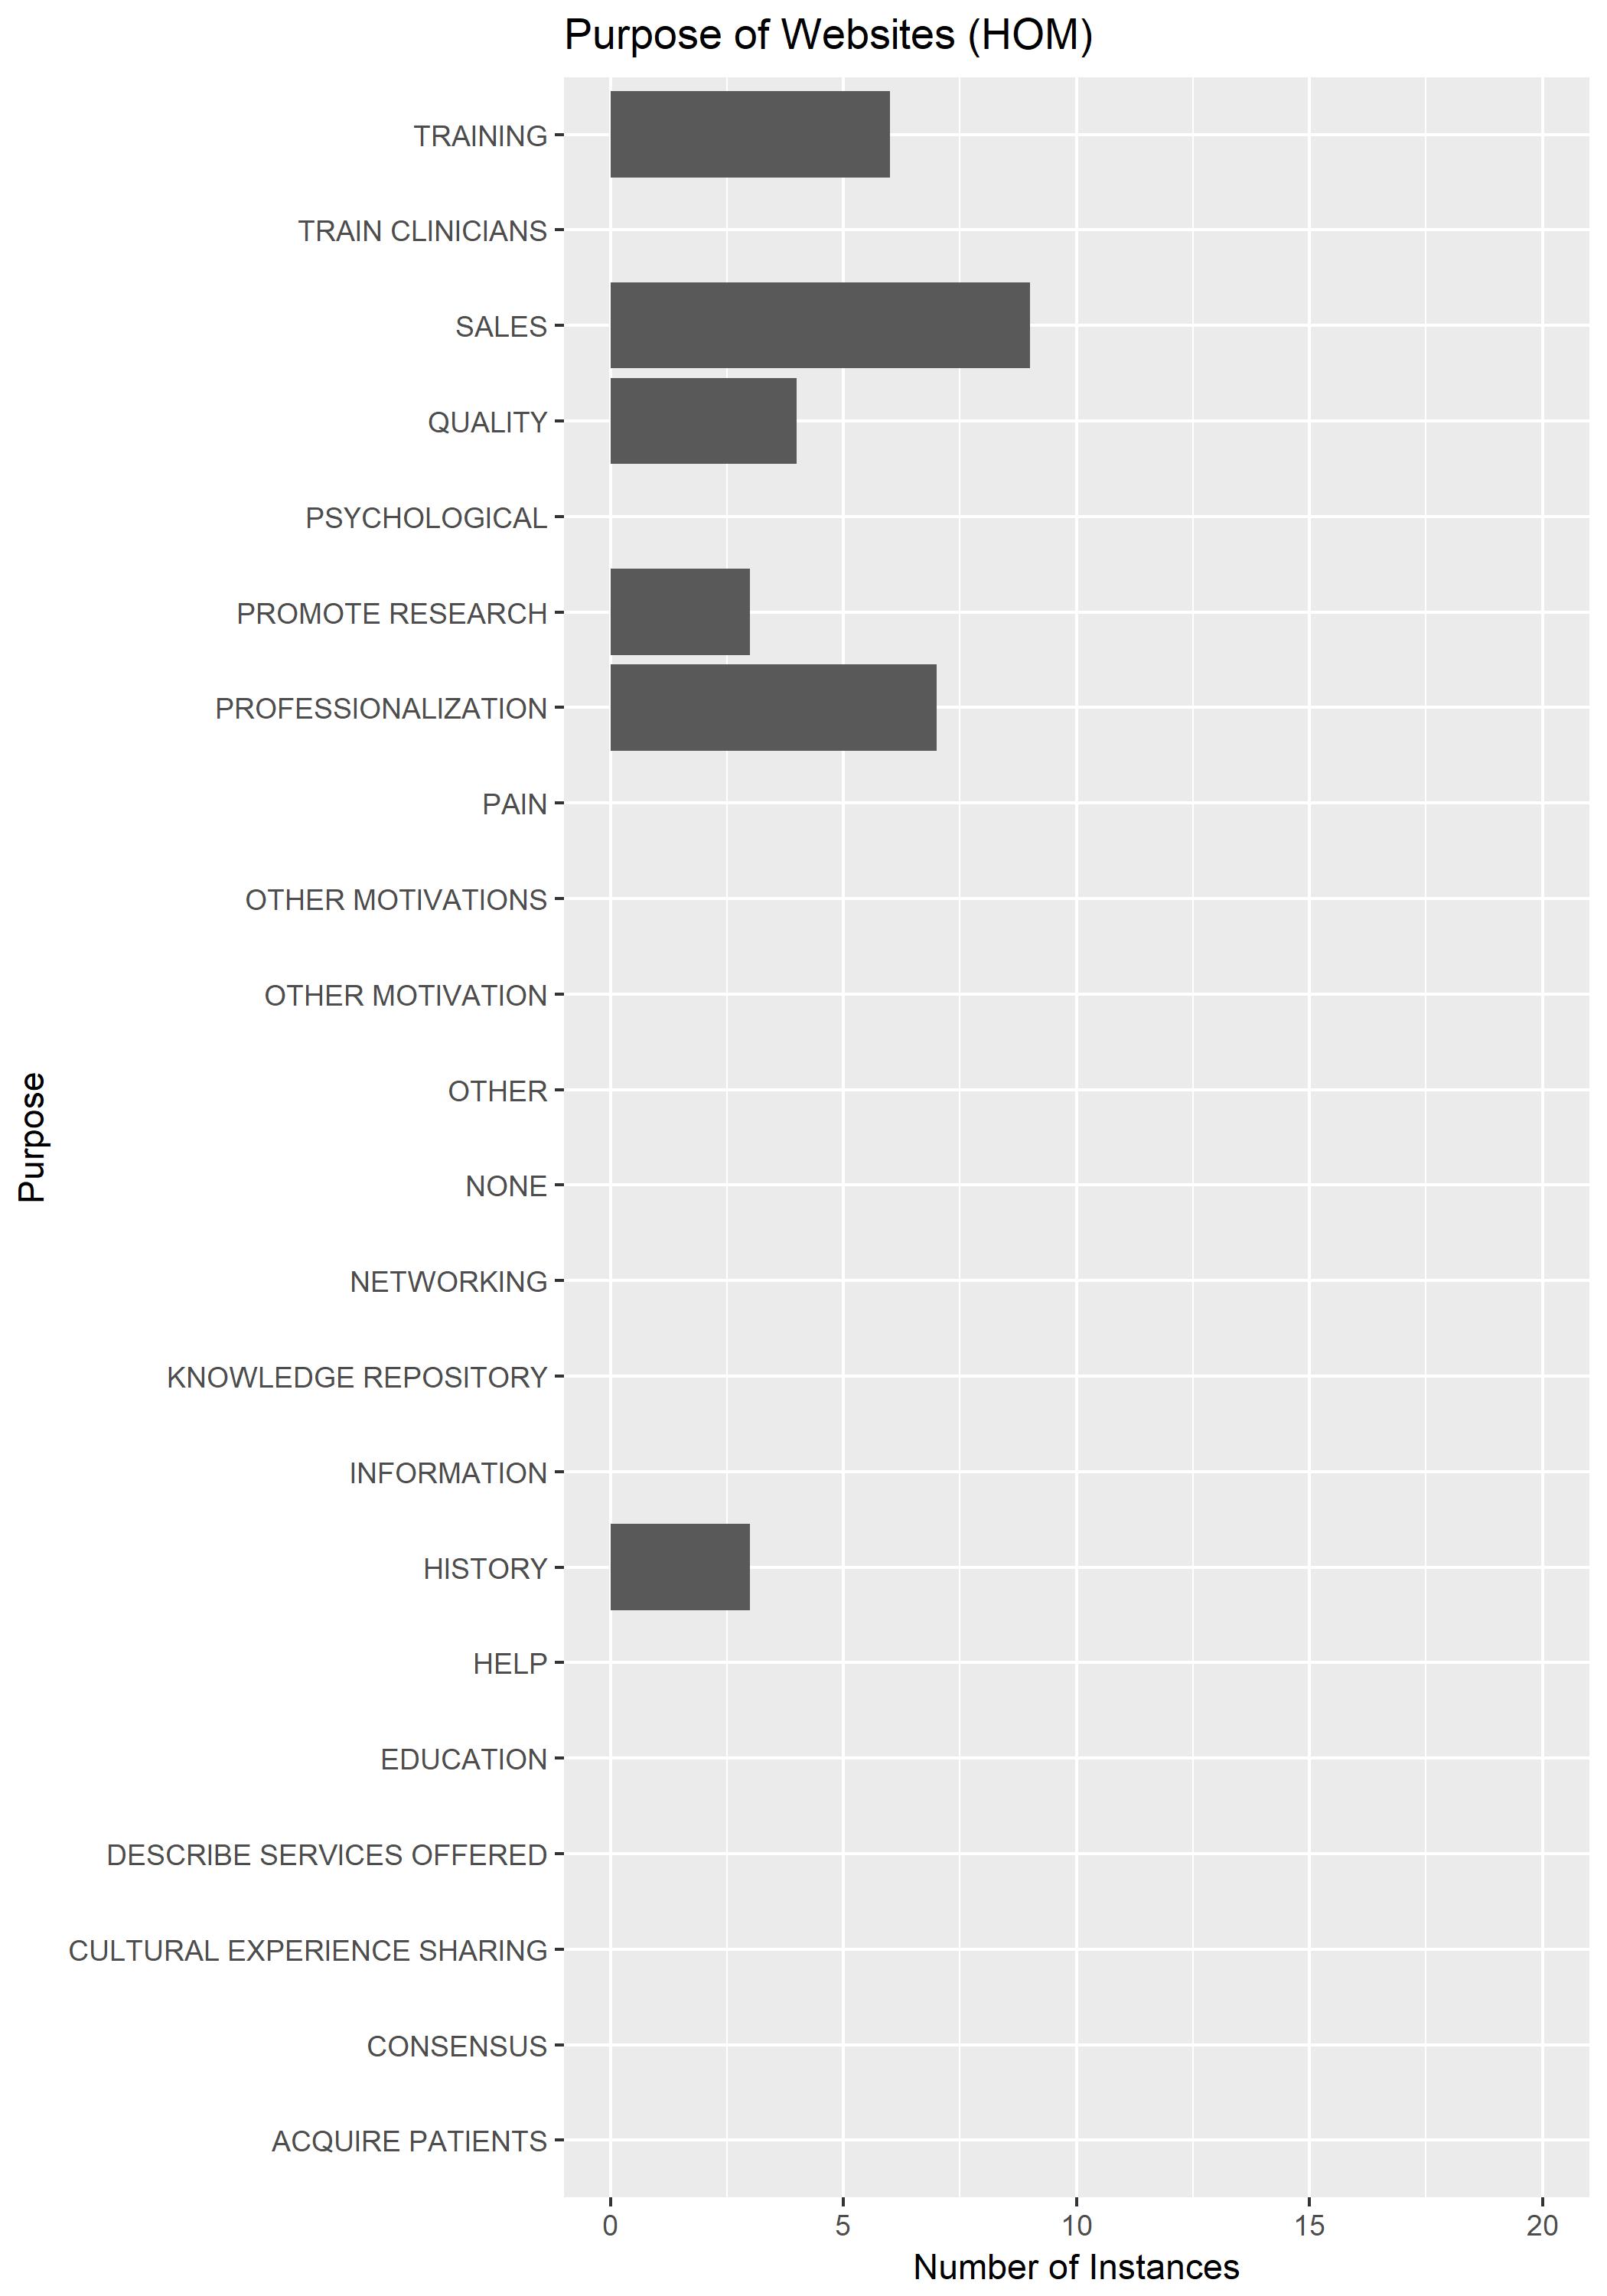 Purpose of Websites (HOM)
TRAINING
TRAIN CLINICIANS
SALES
QUALITY
PSYCHOLOGICAL
PROMOTE RESEARCH
PROFESSIONALIZATION
PAIN
OTHER MOTIVATIONS
OTHER MOTIVATION
OTHER
NONE
NETWORKING
KNOWLEDGE REPOSITORY
INFORMATION
HISTORY
HELP
EDUCATION
DESCRIBE SERVICES OFFERED
CULTURAL EXPERIENCE SHARING
CONSENSUS
ACQUIRE PATIENTS
Purpose
0 5 10 15 20
Number of Instances